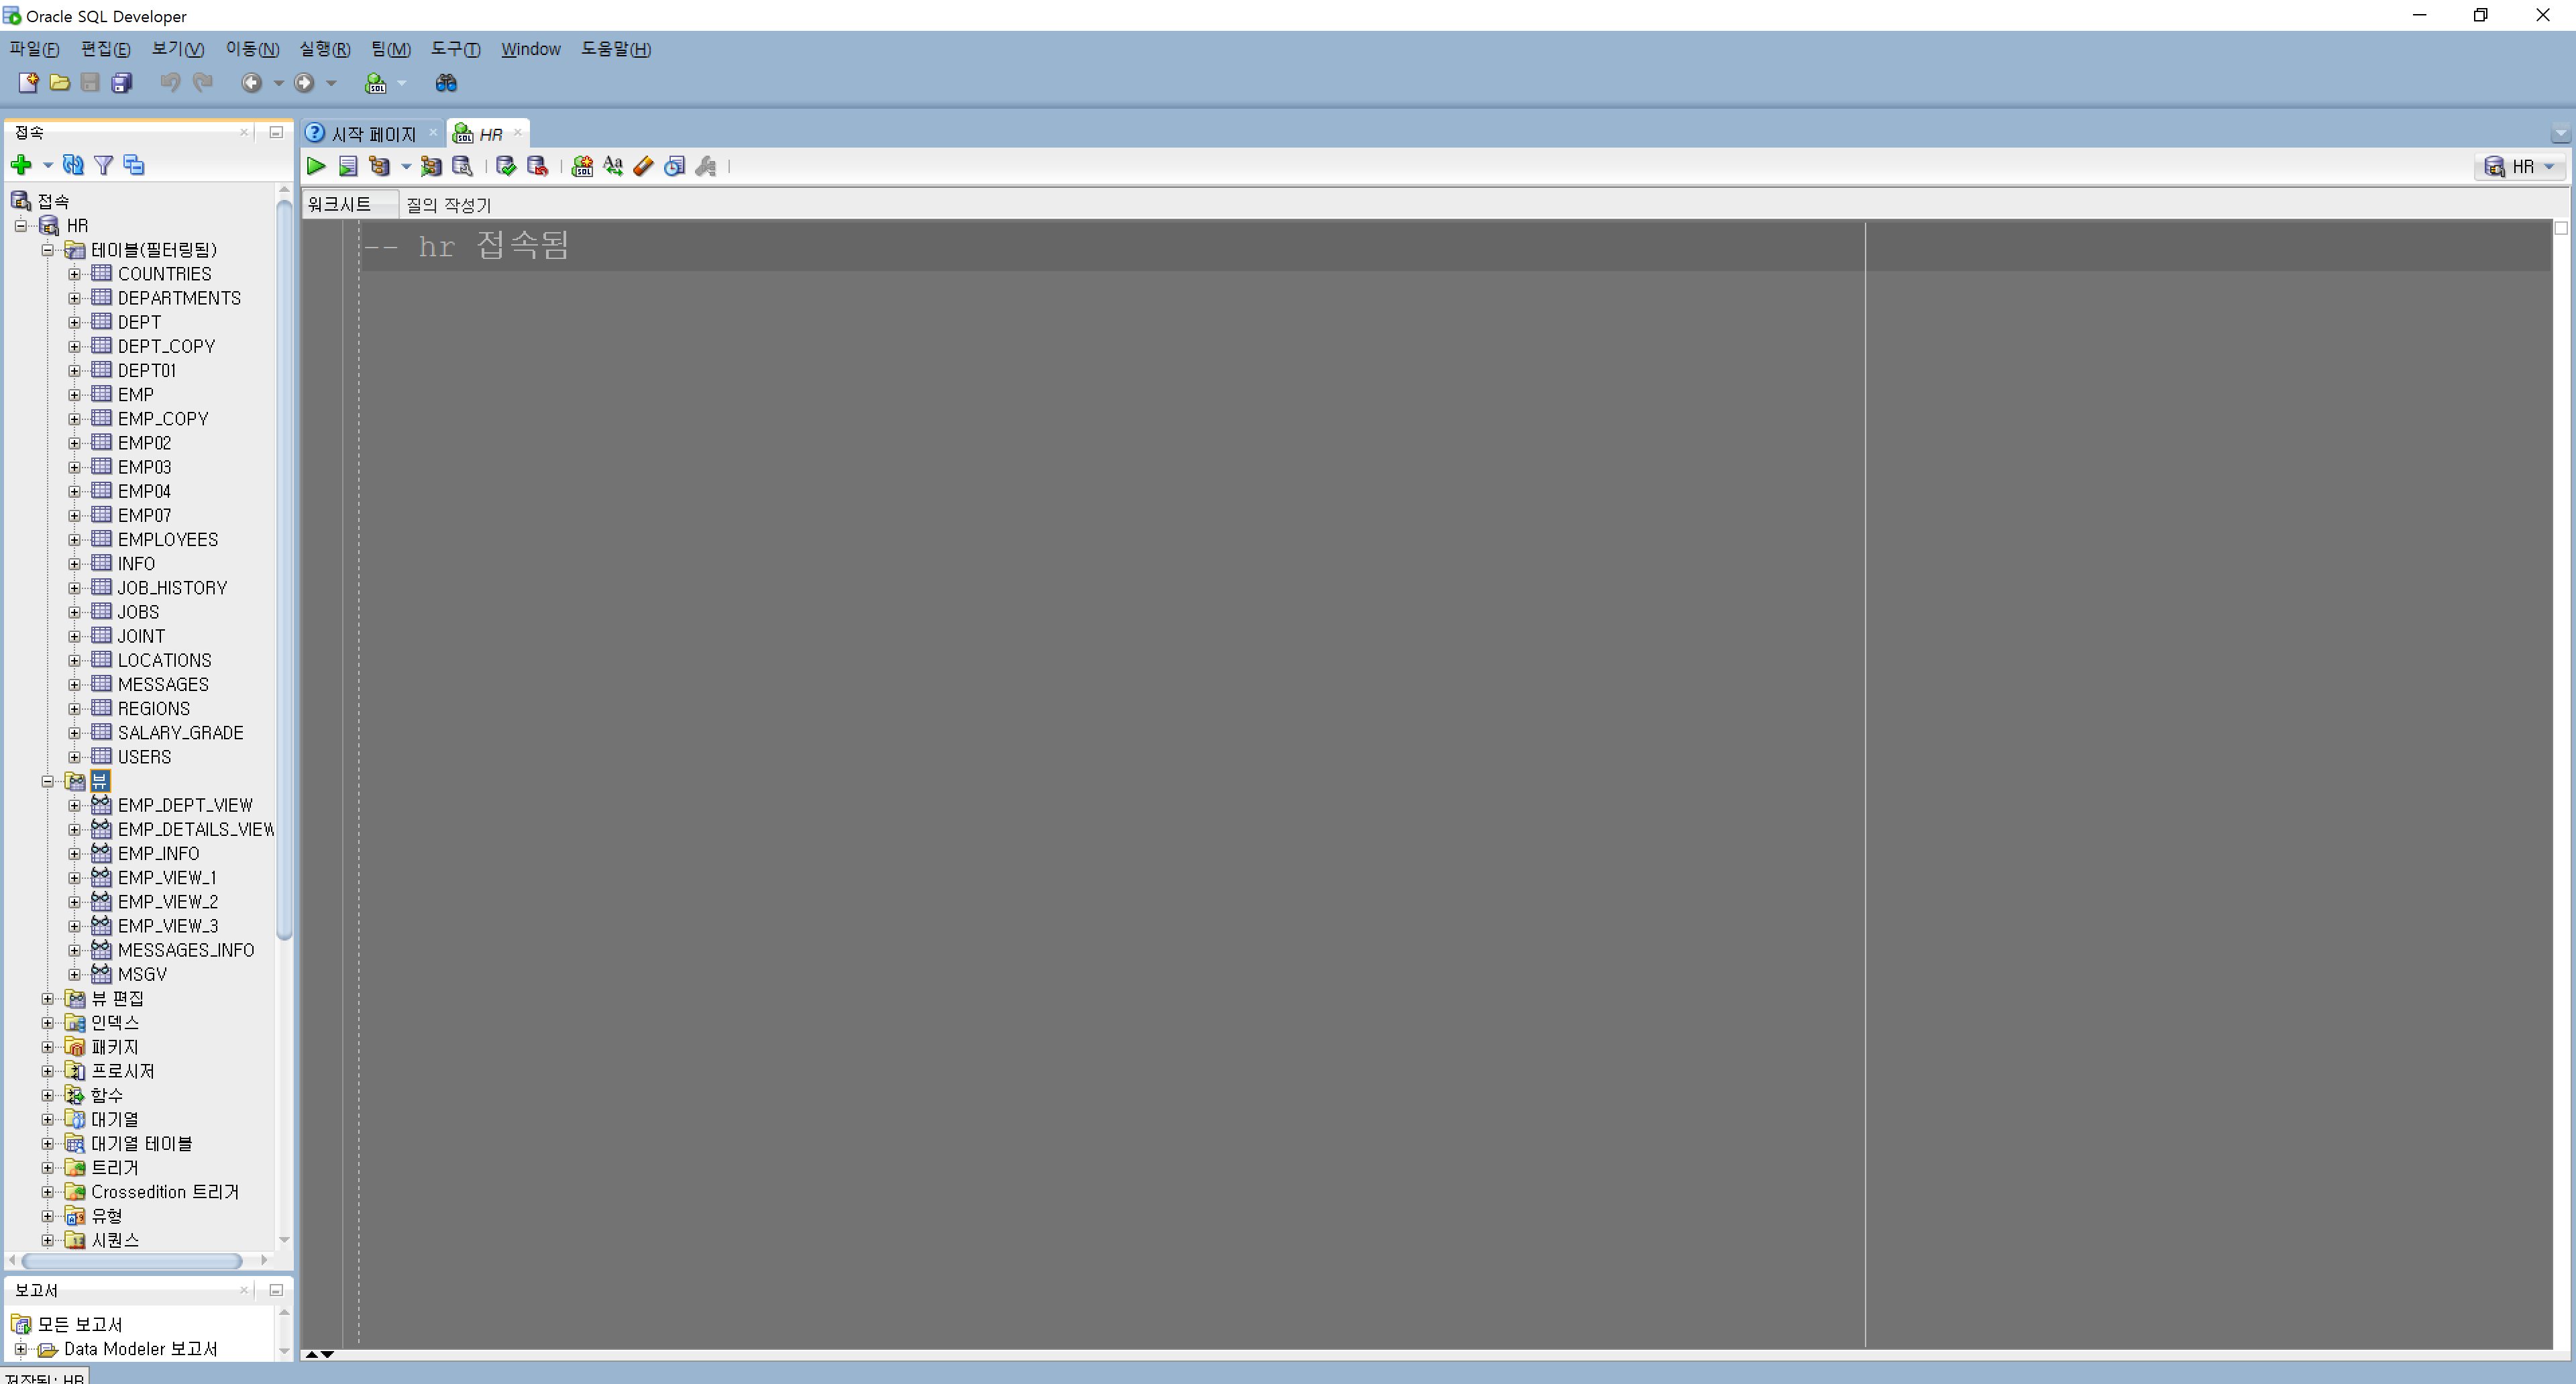 Oracle SQL Developer
파일(F) 편집(E) 보기(V) 이동(N) 실행(R) 팀(M) 도구(T) Window 도움말(H)
접속
시작 페이지 HR
HR
워크시트 질의 작성기
-- hr 접속됨
접속
HR
테이블(필터링됨)
COUNTRIES
DEPARTMENTS
DEPT
DEPT_COPY
DEPT01
EMP
EMP_COPY
EMP02
EMP03
EMP04
EMP07
EMPLOYEES
INFO
JOB_HISTORY
JOBS
JOINT
LOCATIONS
MESSAGES
REGIONS
SALARY_GRADE
USERS
뷰
EMP_DEPT_VIEW
EMP_DETAILS_VIEW
EMP_INFO
EMP_VIEW_1
EMP_VIEW_2
EMP_VIEW_3
MESSAGES_INFO
MSGV
뷰 편집
인덱스
패키지
프로시저
함수
대기열
대기열 테이블
트리거
Crossedition 트리거
유형
시퀀스
보고서
모든 보고서
Data Modeler 보고서
저장됨: HR